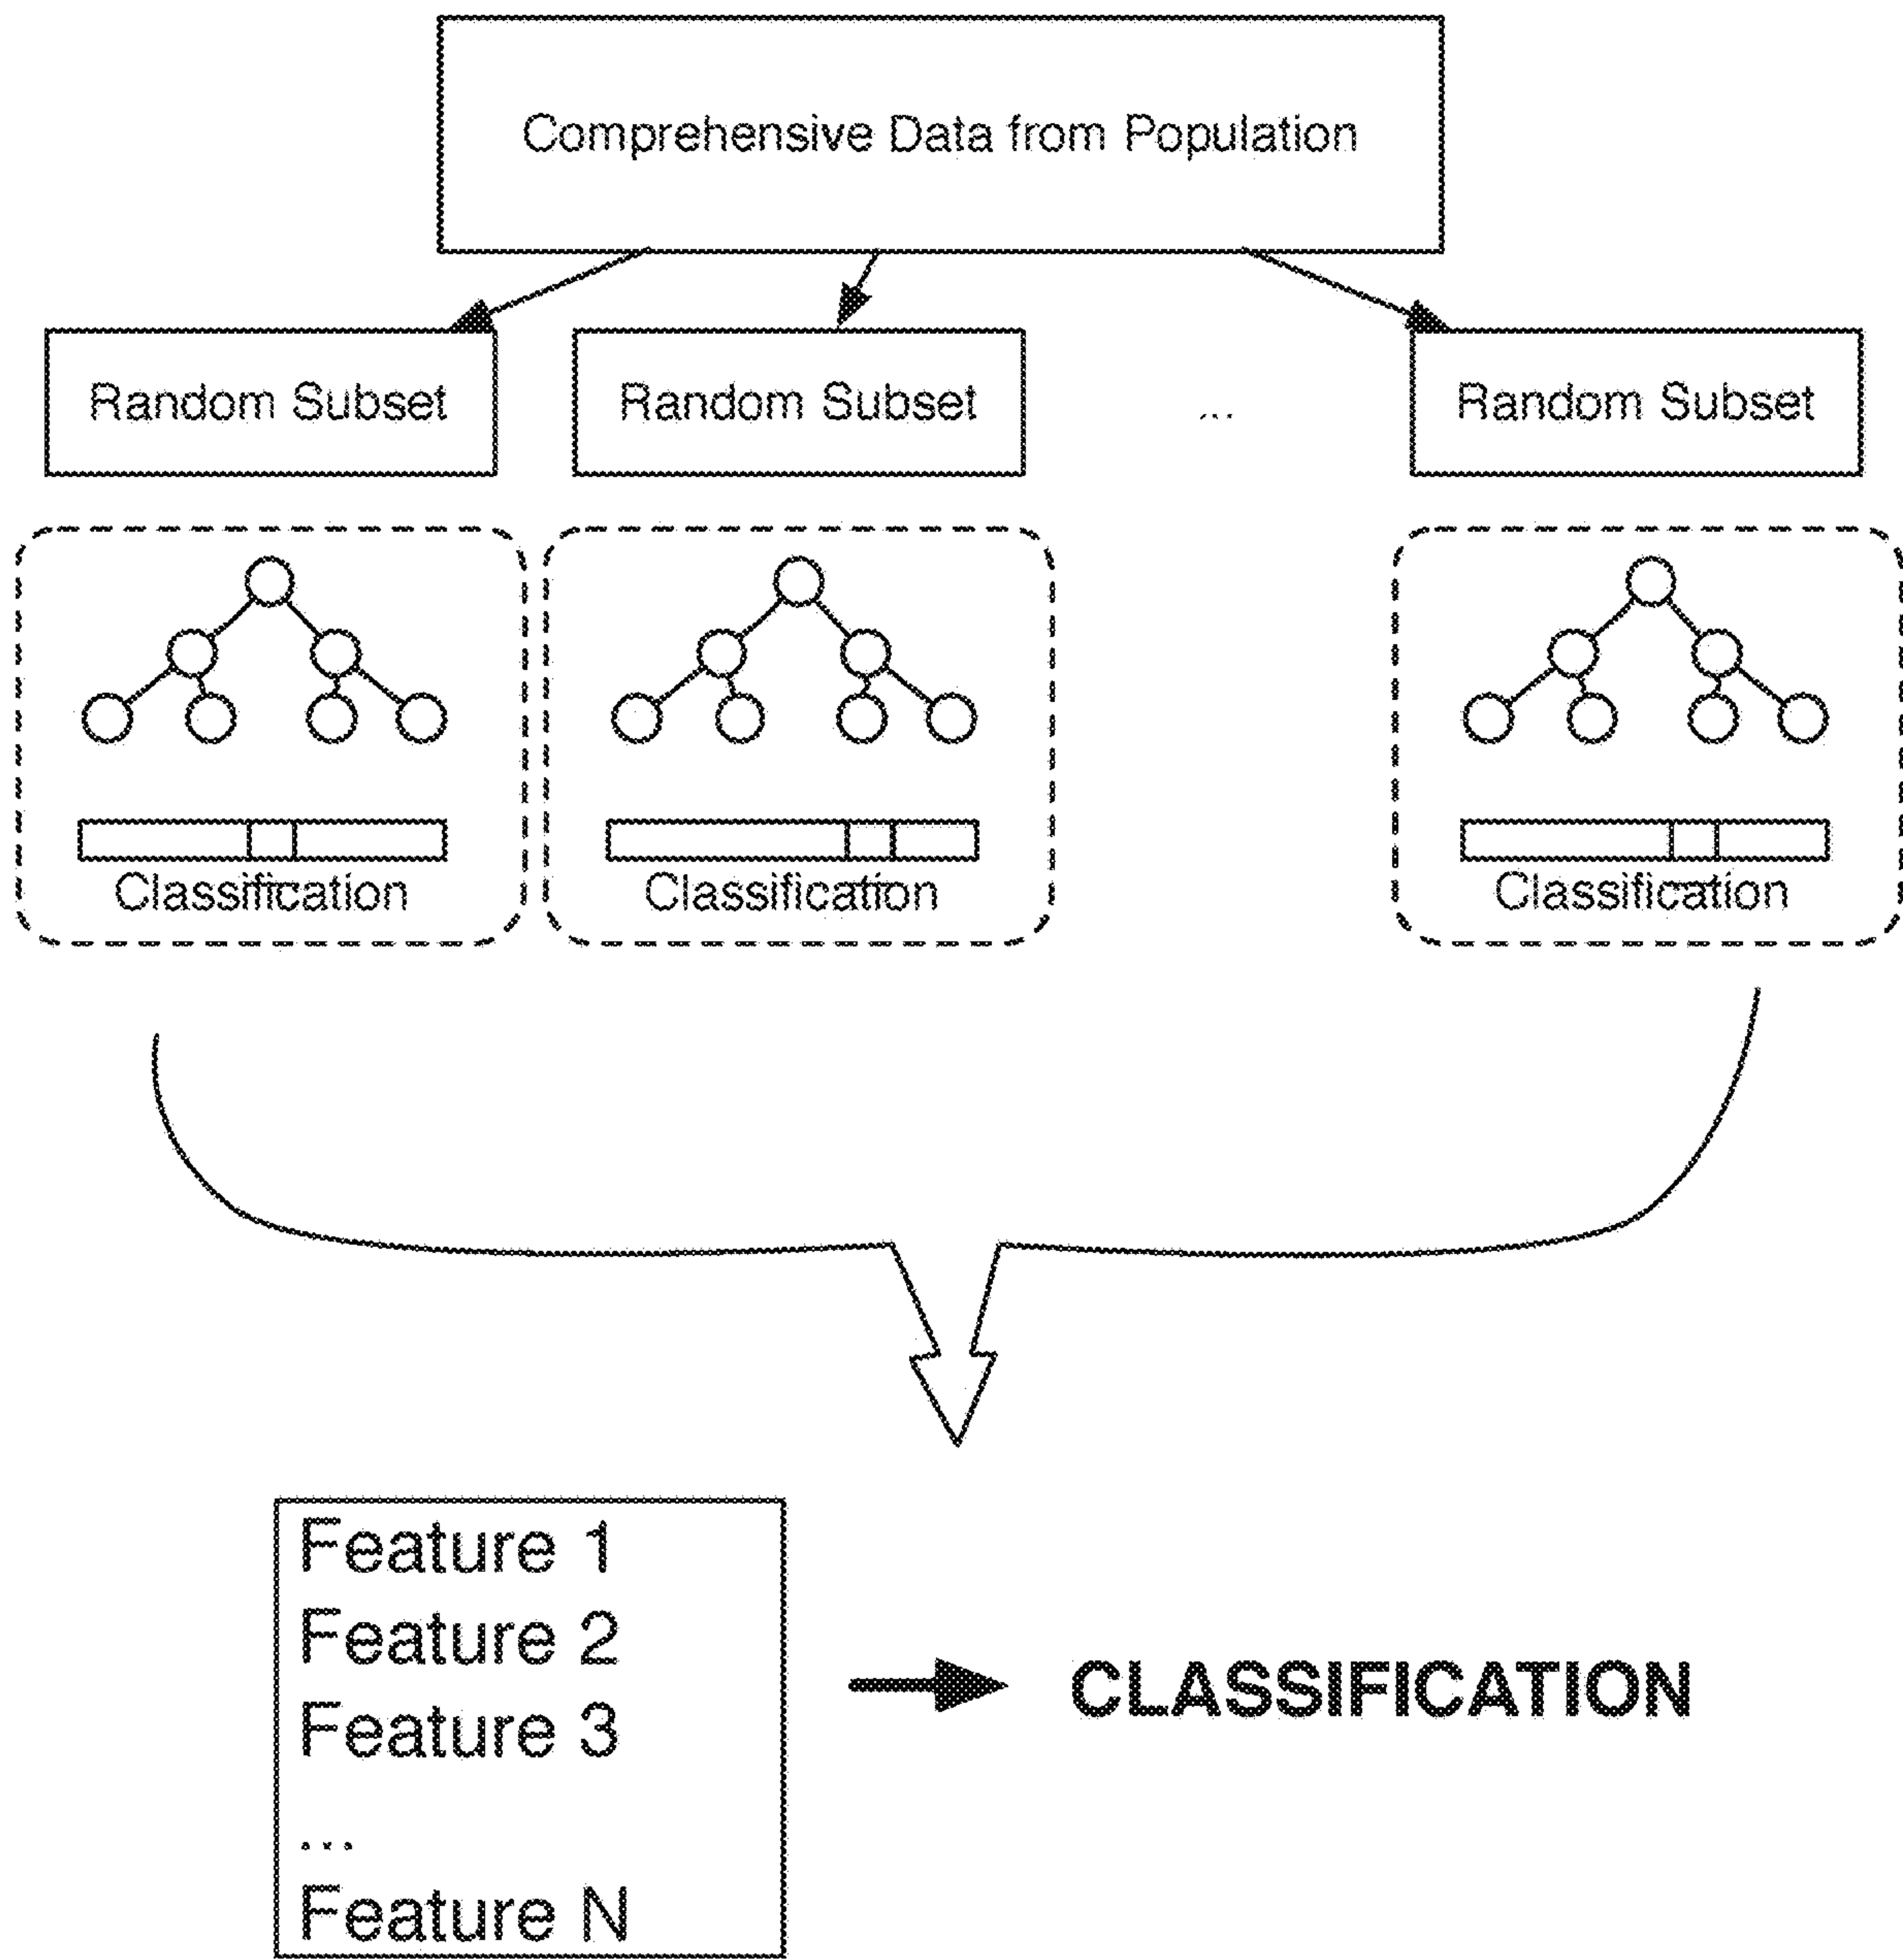 Comprehensive Data from Population
Random Subset
Random Subset
...
Random Subset
Classification
Classification
Classification
Feature 1
Feature 2
Feature 3
...
Feature N
CLASSIFICATION